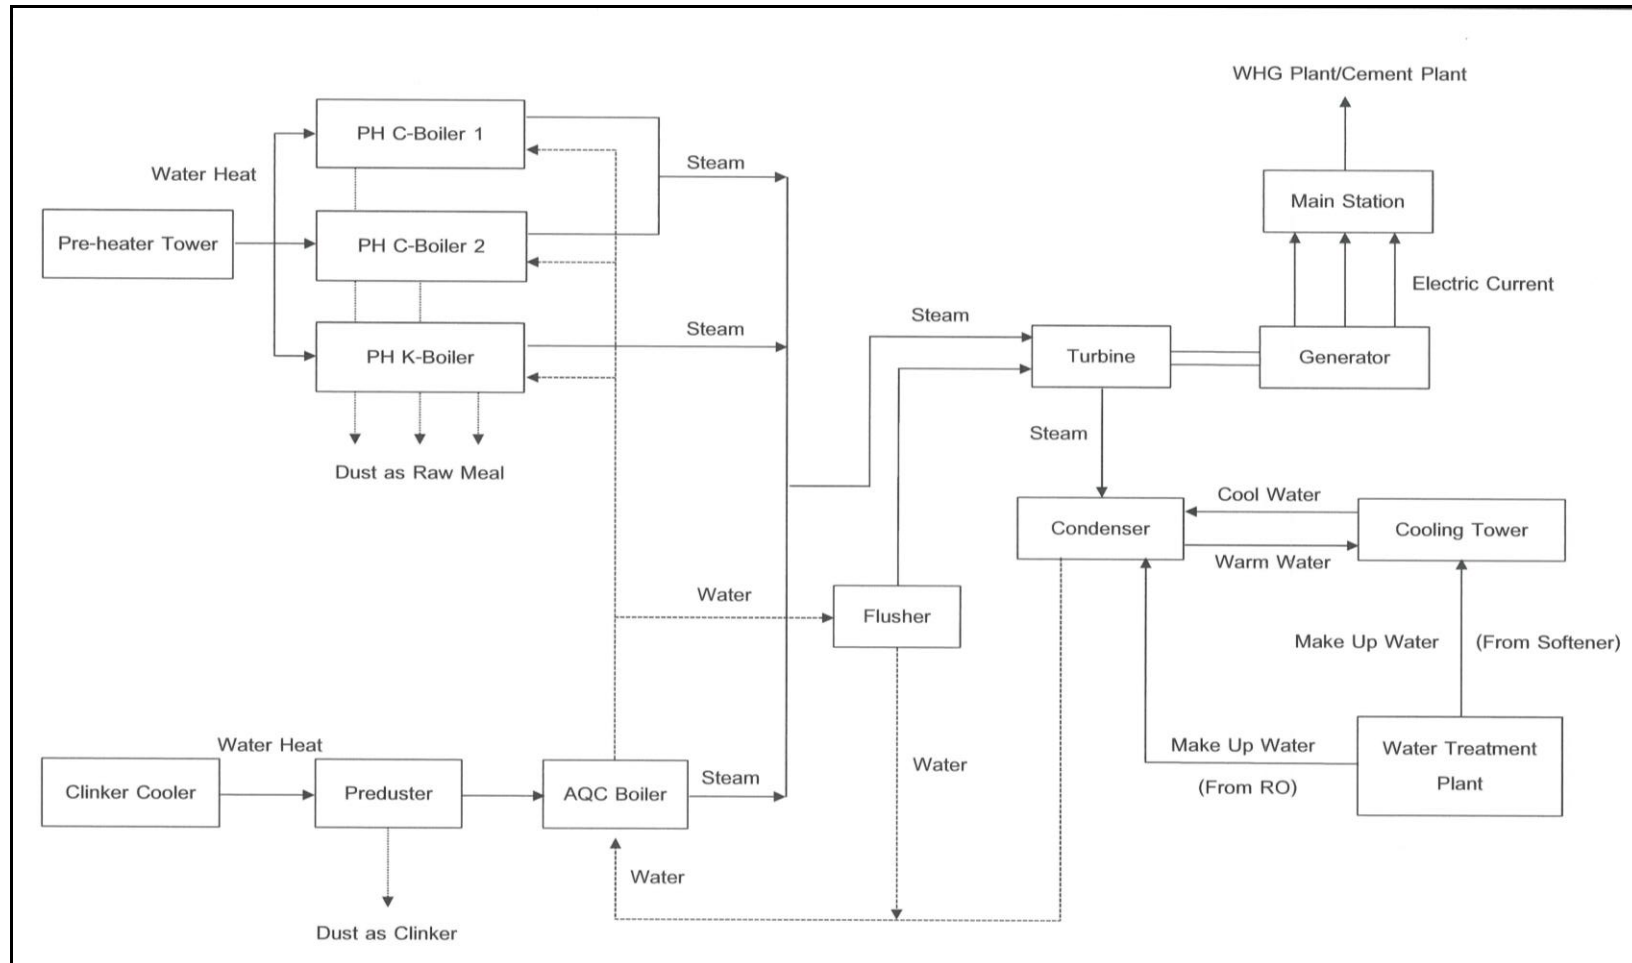 WHG Plant/Cement Plant
PH C-Boiler 1
Steam
Water Heat
Main Station
Pre-heater Tower
PH C-Boiler 2
Electric Current
Steam
Steam
PH K-Boiler
Turbine
Generator
Steam
Dust as Raw Meal
Cool Water
Condenser
Cooling Tower
Warm Water
Water
Flusher
Make Up Water
(From Softener)
Water Heat
Make Up Water
(From RO)
Water Treatment
Plant
Water
Clinker Cooler
Preduster
AQC Boiler
Steam
Water
Dust as Clinker